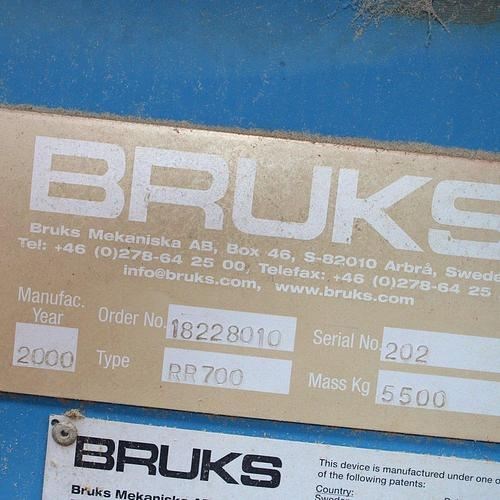 BRUKS
Bruks Mekaniska AB, Box 46, S-82010 Arbrå, Swede
Tel: +46 (0)278-64 25 00, Telefax: +46 (0)278-64 25
info@bruks.com, www.bruks.com
Manufac. Year 2000
Order No. 18228010 Serial No. 202
Type RR700 Mass Kg 5500
BRUKS
Bruks Mekaniska AB
This device is manufactured under one
of the following patents:
Country:
Sweden